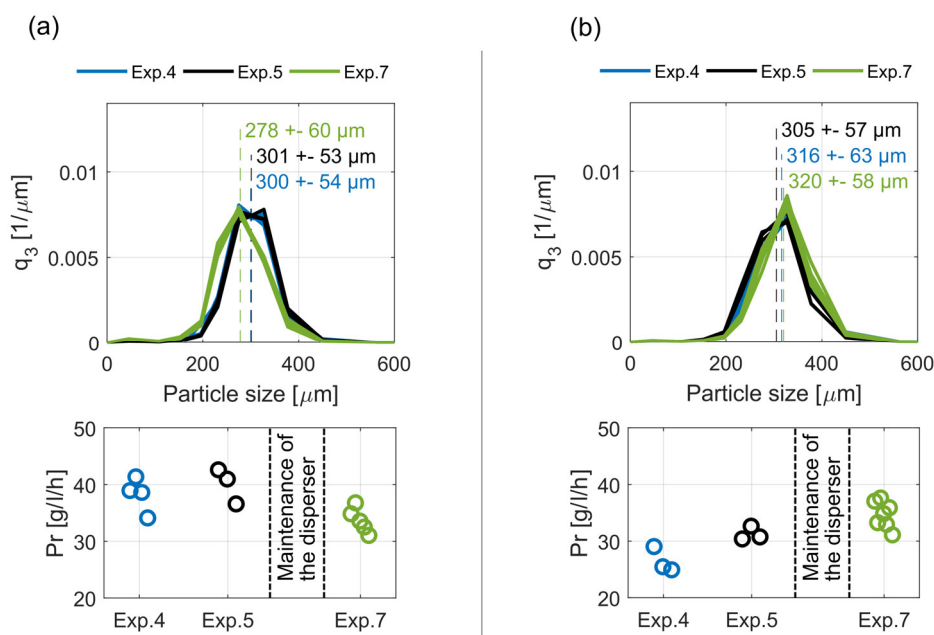 (a)
Exp.4 Exp.5 Exp.7
278 +- 60 µm
301 +- 53 µm
300 +- 54 µm
0.01
0.005
0
q3 [1/µm]
0 200 400 600
Particle size [µm]
50
40
30
20
Pr [g/l/h]
Maintenance of
the disperser
Exp.4 Exp.5 Exp.7
(b)
Exp.4 Exp.5 Exp.7
305 +- 57 µm
316 +- 63 µm
320 +- 58 µm
0.01
0.005
0
q3 [1/µm]
0 200 400 600
Particle size [µm]
50
40
30
20
Pr [g/l/h]
Maintenance of
the disperser
Exp.4 Exp.5 Exp.7